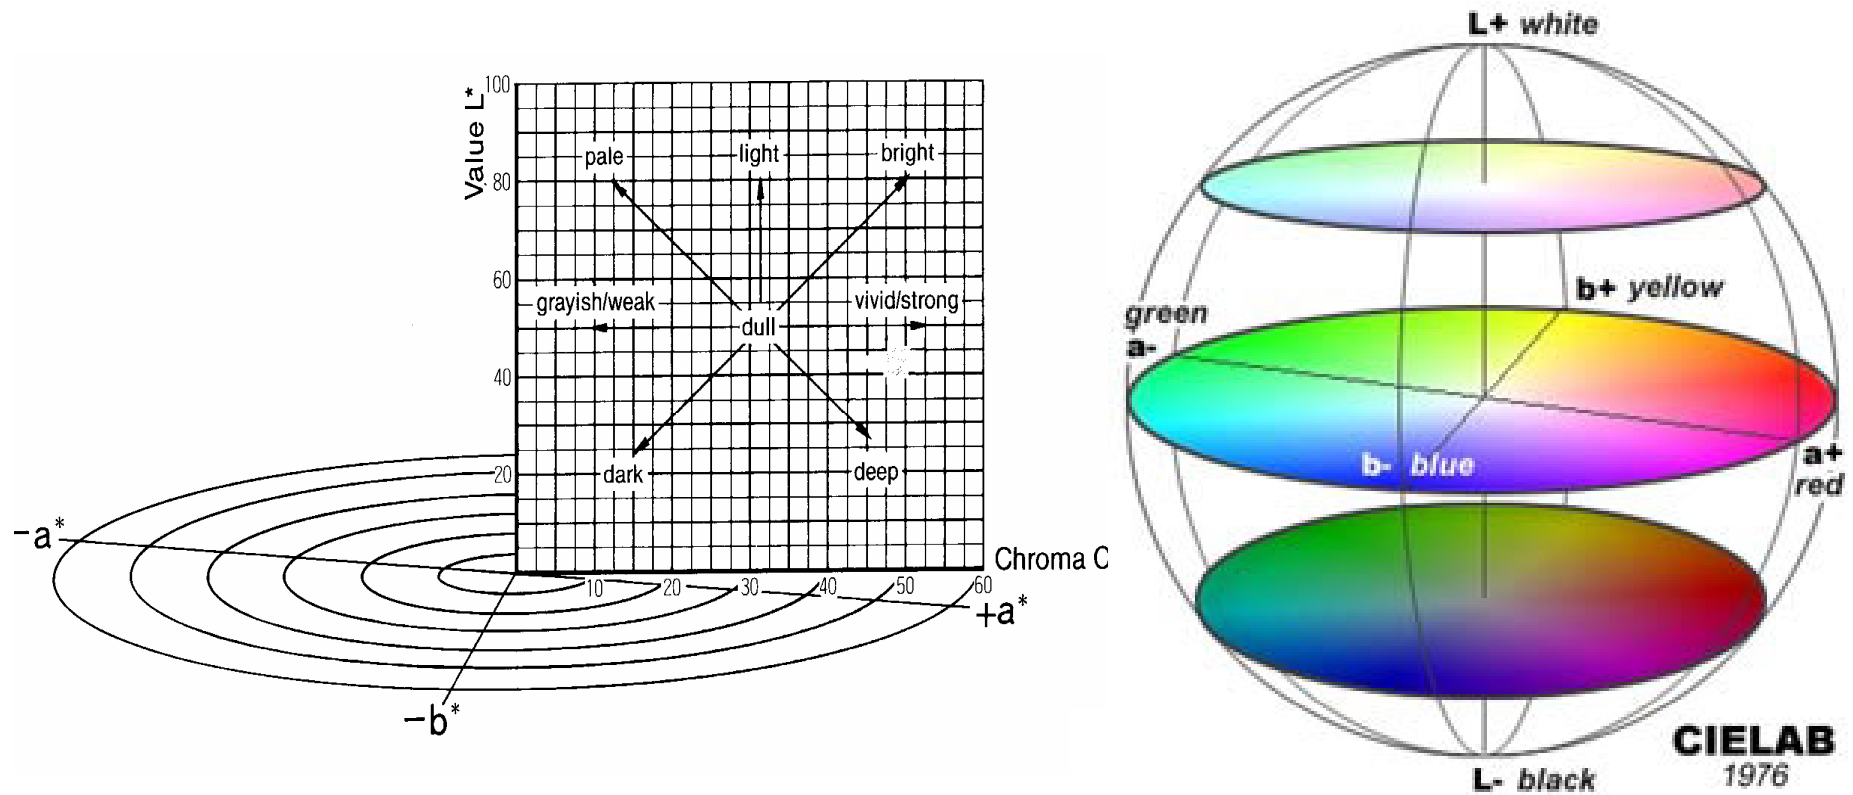 Value L*
100
80
60
40
20
pale
light
bright
grayish/weak
dull
vivid/strong
dark
deep
10
20
30
40
50
60
Chroma C
-a*
+a*
-b*
L+ white
b+ yellow
green
a-
b- blue
a+
red
CIELAB
1976
L- black